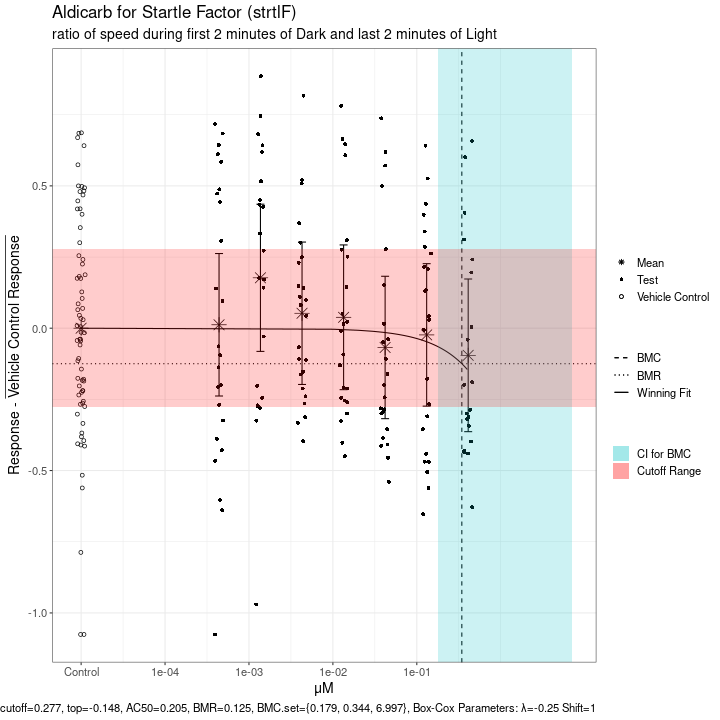 Aldicarb for Startle Factor (strtlF)
ratio of speed during first 2 minutes of Dark and last 2 minutes of Light
Response - Vehicle Control Response
0.5
0.0
-0.5
-1.0
Control
1e-04
1e-03
1e-02
1e-01
μM
Mean
Test
Vehicle Control
BMC
BMR
Winning Fit
CI for BMC
Cutoff Range
cutoff=0.277, top=-0.148, AC50=0.205, BMR=0.125, BMC.set={0.179, 0.344, 6.997}, Box-Cox Parameters: λ=-0.25 Shift=1